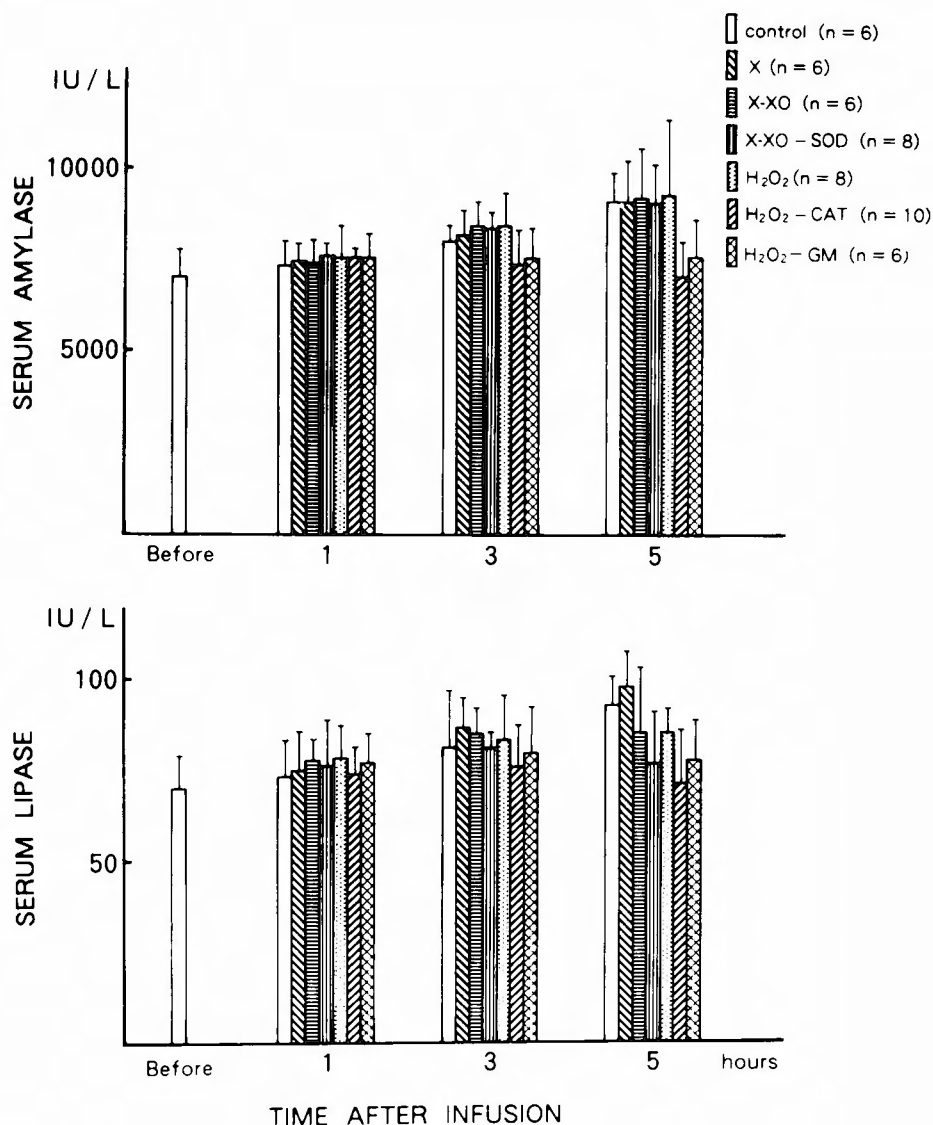 control (n = 6)
X (n = 6)
X-XO (n = 6)
X-XO-SOD (n = 8)
H₂O₂ (n = 8)
H₂O₂-CAT (n = 10)
H₂O₂-GM (n = 6)
IU / L
10000
5000
SERUM AMYLASE
Before 1 3 5
IU / L
100
50
SERUM LIPASE
Before 1 3 5 hours
TIME AFTER INFUSION